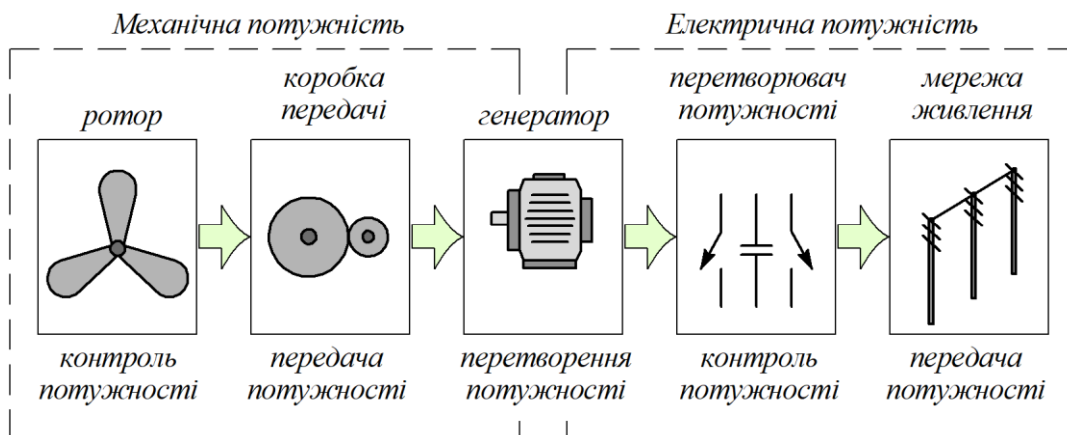 Механічна потужність
Електрична потужність
ротор
коробка
передачі
генератор
перетворювач
потужності
мережа
живлення
контроль
потужності
передача
потужності
перетворення
потужності
контроль
потужності
передача
потужності